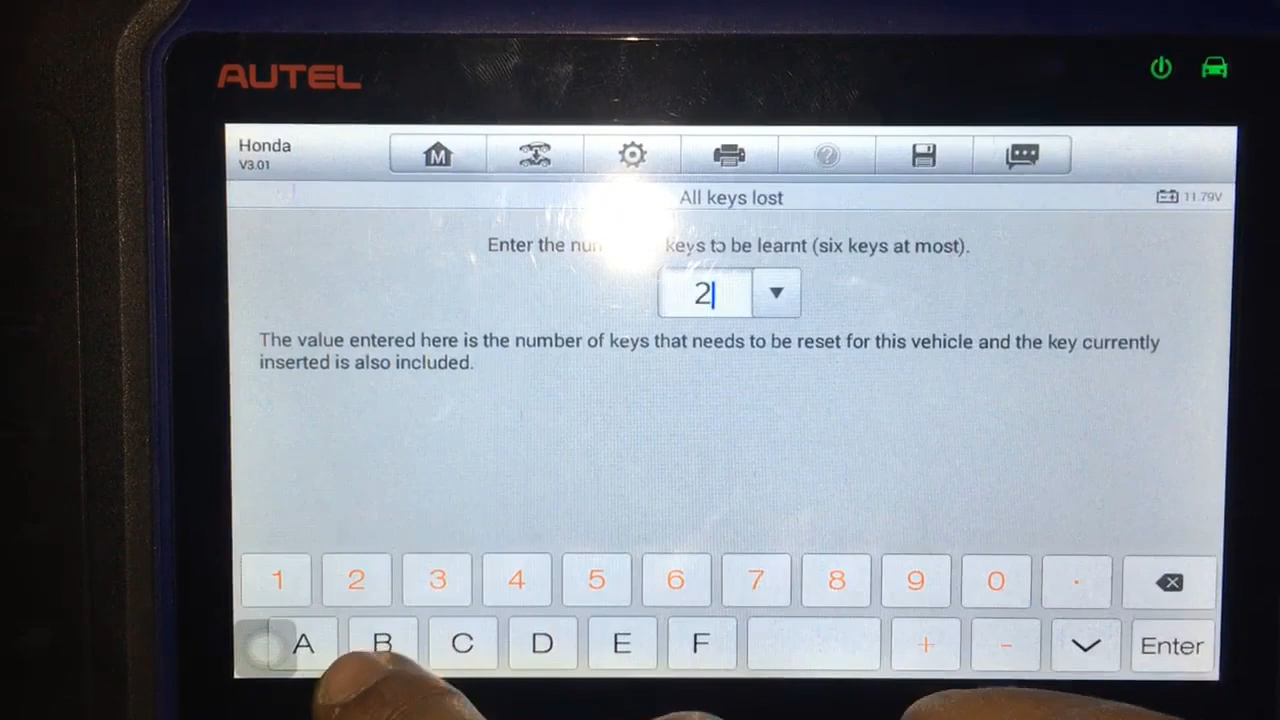 AUTEL
Honda
V3.01
M
All keys lost
11.79V
Enter the keys to be learnt (six keys at most).
2
The value entered here is the number of keys that needs to be reset for this vehicle and the key currently
inserted is also included.
1 2 3 4 5 6 7 8 9 0 .
A B C D E F + - Enter